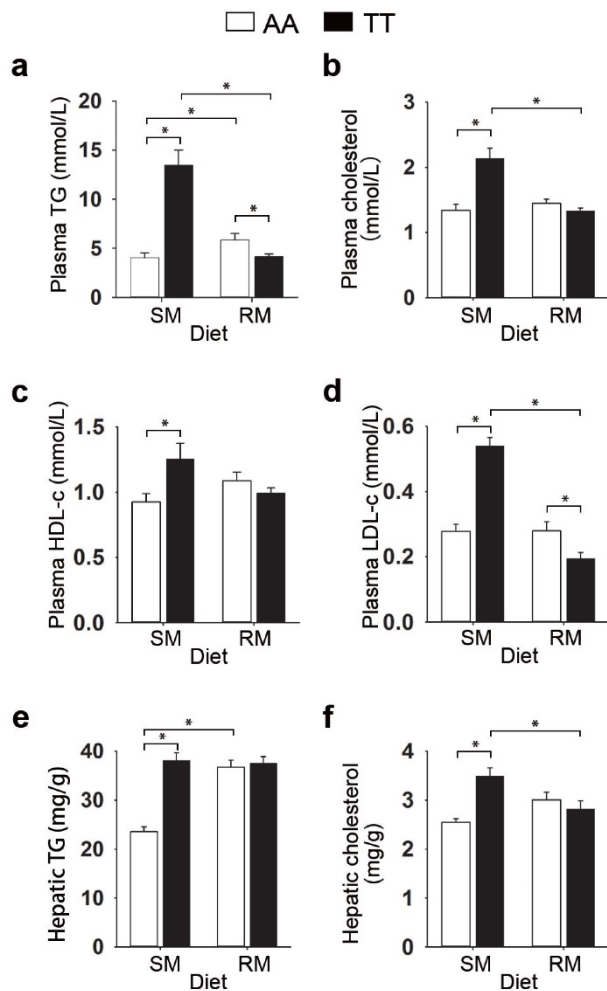 AA TT
a
Plasma TG (mmol/L)
20
15
10
5
0
*
*
*
*
SM RM
Diet
b
Plasma cholesterol
(mmol/L)
3
2
1
0
*
*
SM RM
Diet
c
Plasma HDL-c (mmol/L)
1.5
1.0
0.5
0.0
*
SM RM
Diet
d
Plasma LDL-c (mmol/L)
0.6
0.4
0.2
0.0
*
*
*
SM RM
Diet
e
Hepatic TG (mg/g)
40
30
20
10
0
*
*
SM RM
Diet
f
Hepatic cholesterol
(mg/g)
4
3
2
1
0
*
*
SM RM
Diet